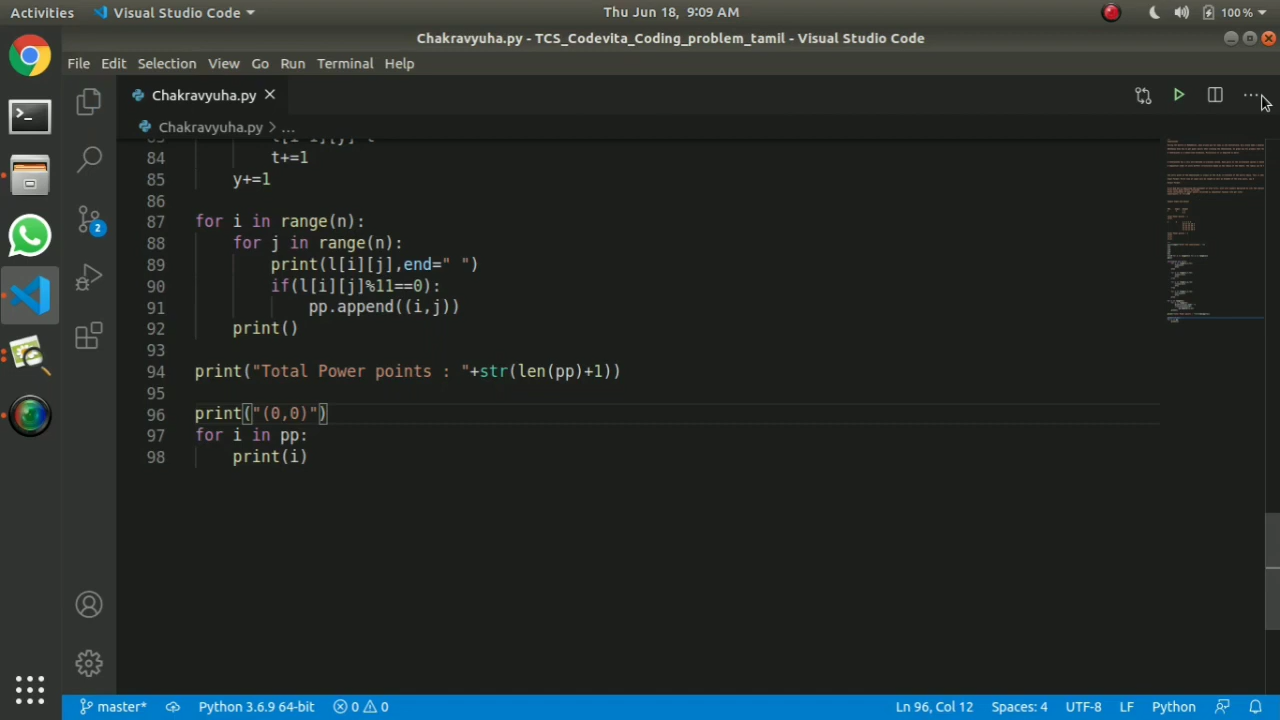 Activities Visual Studio Code Thu Jun 18, 9:09 AM 100%
Chakravyuha.py - TCS_Codevita_Coding_problem_tamil - Visual Studio Code
File Edit Selection View Go Run Terminal Help
Chakravyuha.py
Chakravyuha.py > ...
84 t+=1
85 y+=1
86
87 for i in range(n):
88 for j in range(n):
89 print(l[i][j],end=" ")
90 if(l[i][j]%11==0):
91 pp.append((i,j))
92 print()
93
94 print("Total Power points : "+str(len(pp)+1))
95
96 print("(0,0)")
97 for i in pp:
98 print(i)
2
master* Python 3.6.9 64-bit 0 0 Ln 96, Col 12 Spaces: 4 UTF-8 LF Python